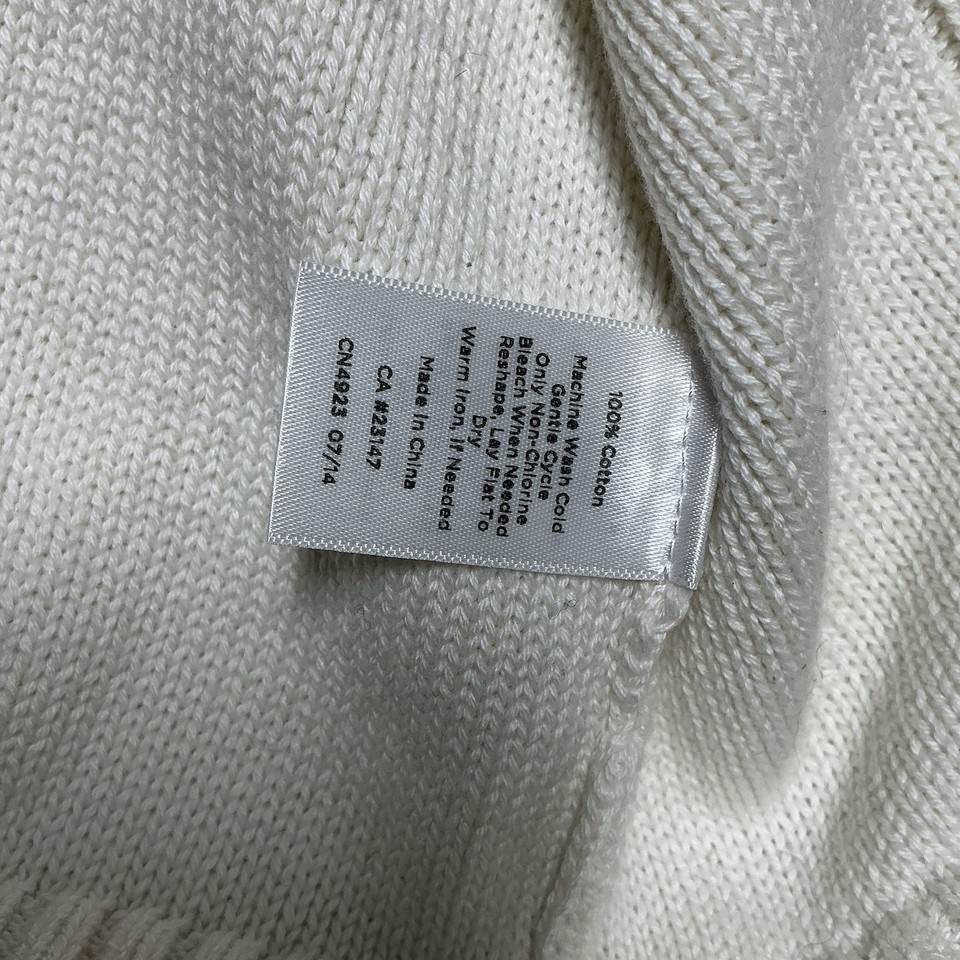 100% Cotton
Machine Wash Cold
Gentle Cycle
Only Non-Chlorine
Bleach When Needed
Reshape, Lay Flat To
Dry
Warm Iron, If Needed
Made In China
CA #23147
CN4923 07/14